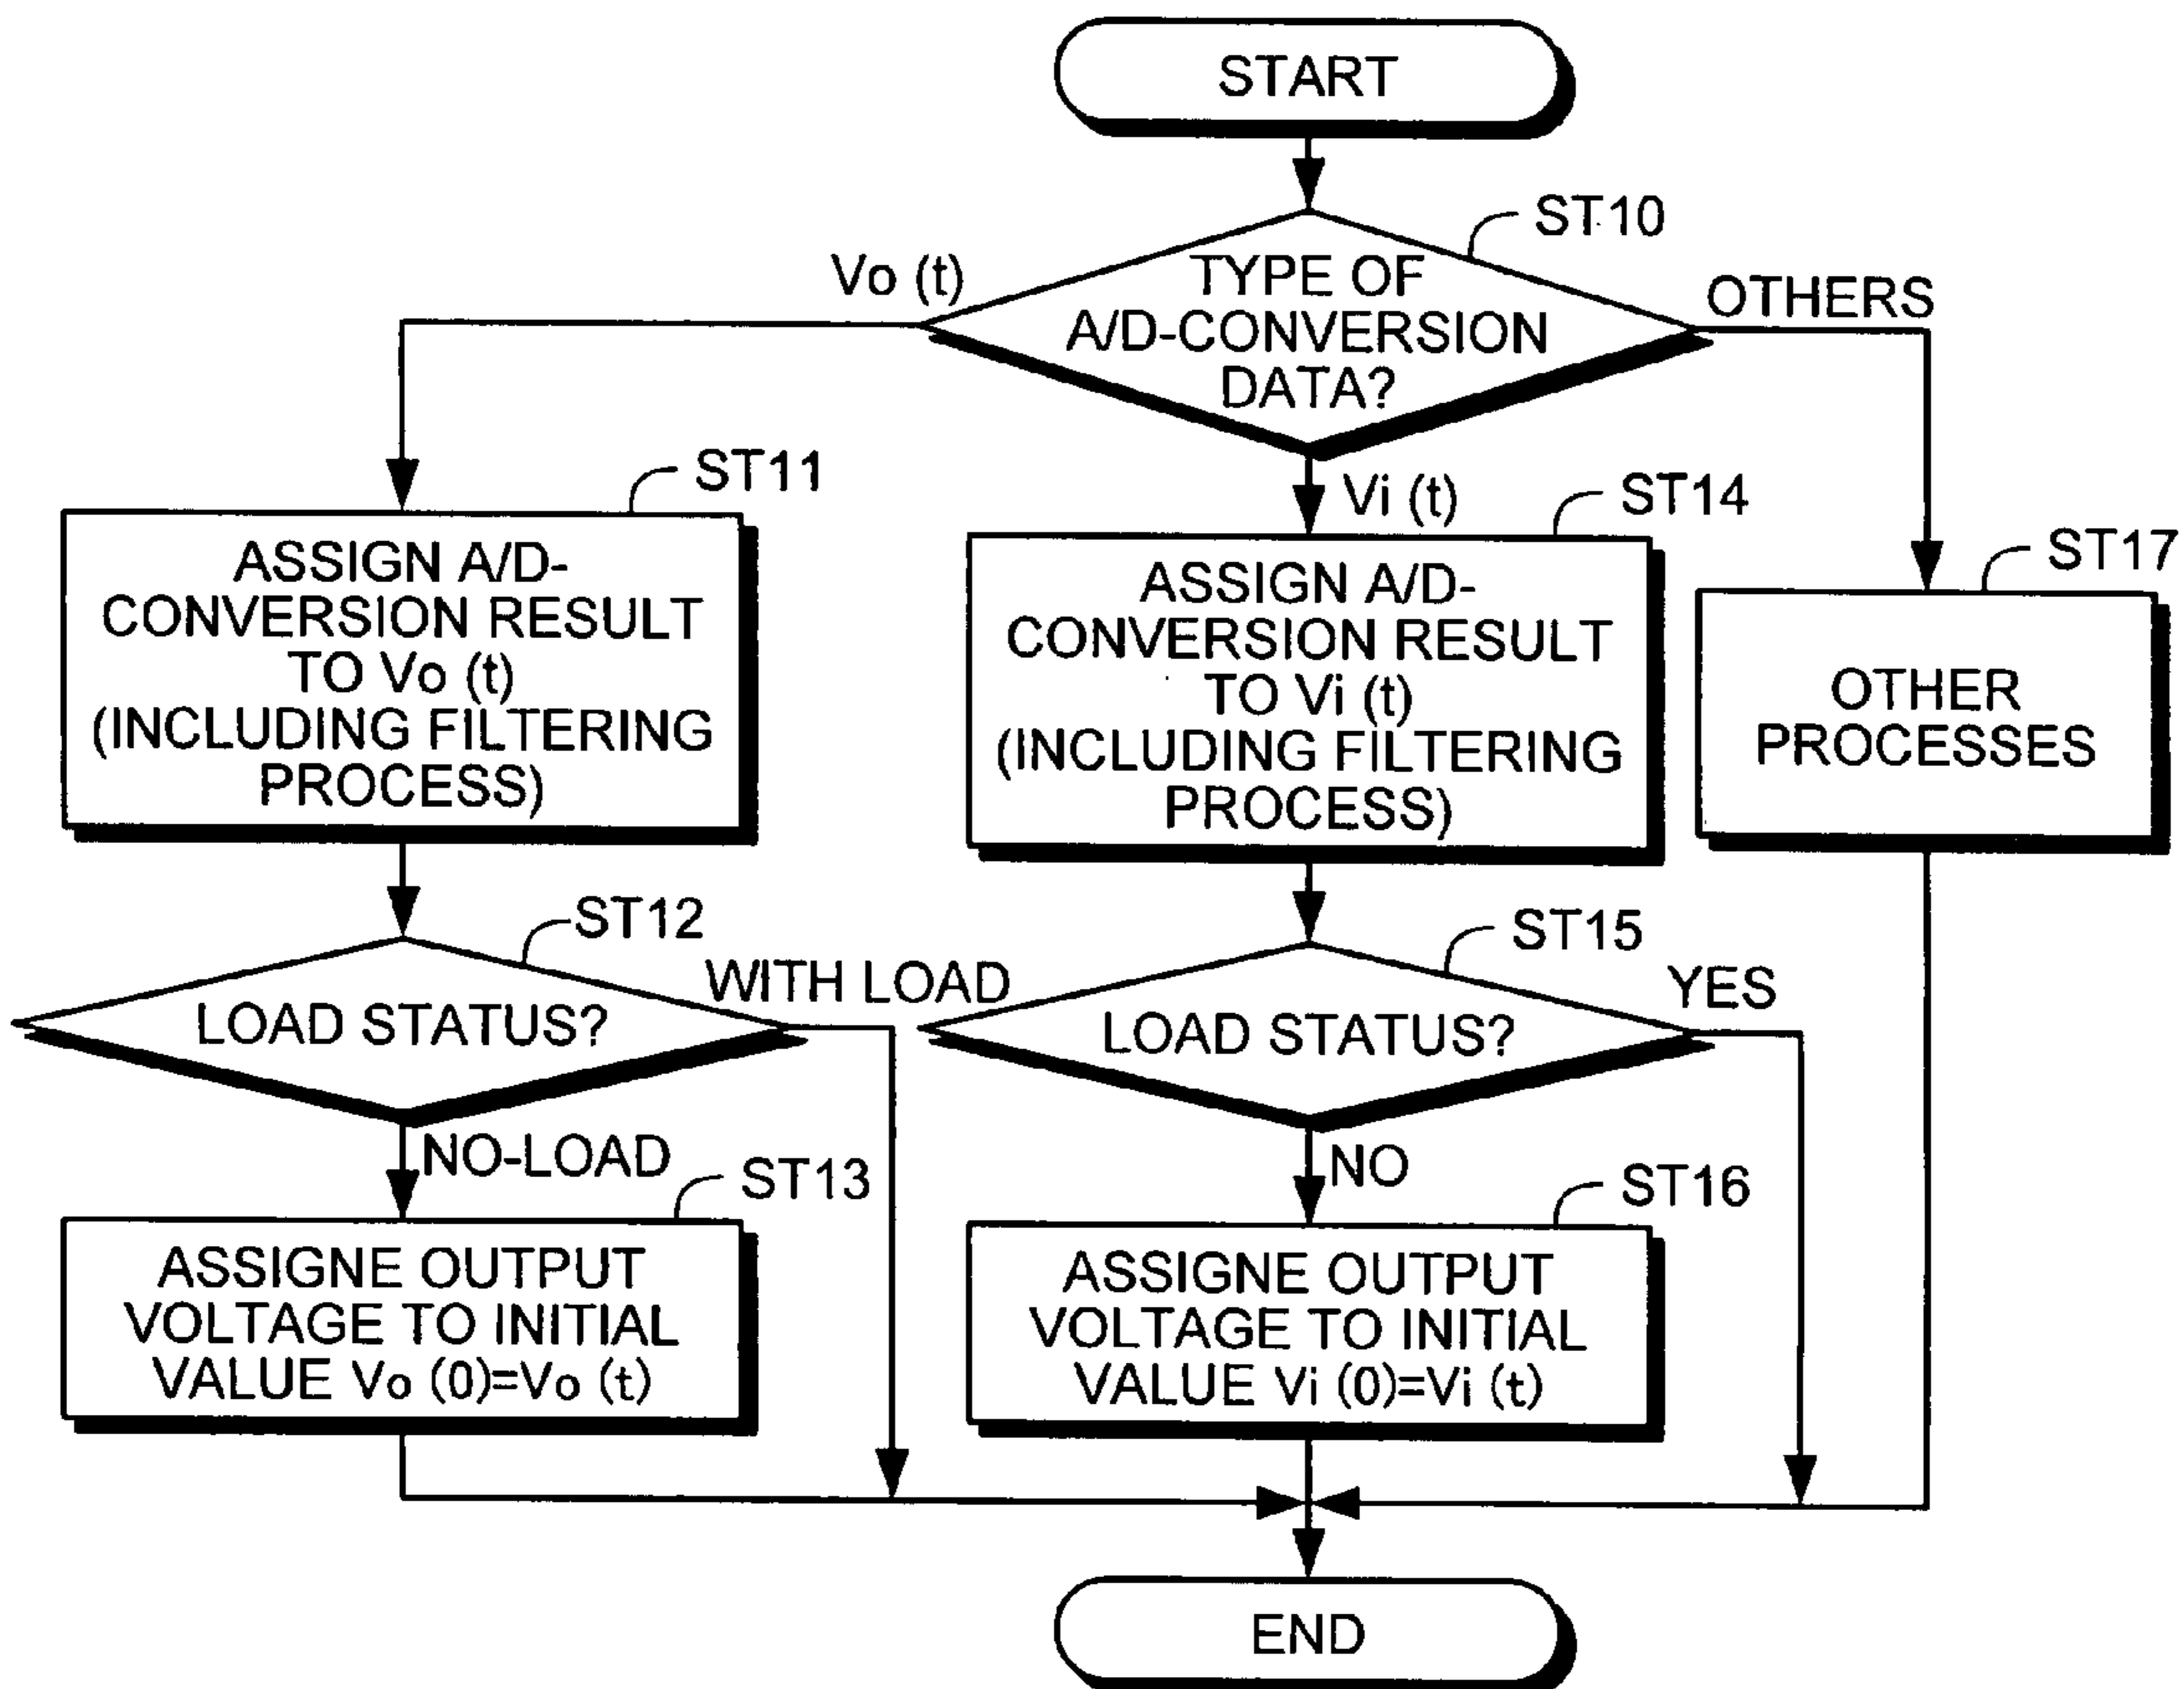 START
ST10
Vo (t)
TYPE OF
A/D-CONVERSION
DATA?
OTHERS
ST11
ASSIGN A/D-
CONVERSION RESULT
TO Vo (t)
(INCLUDING FILTERING
PROCESS)
Vi (t)
ST14
ASSIGN A/D-
CONVERSION RESULT
TO Vi (t)
(INCLUDING FILTERING
PROCESS)
ST17
OTHER
PROCESSES
ST12
LOAD STATUS?
WITH LOAD
ST15
LOAD STATUS?
YES
NO-LOAD
ST13
ASSIGNE OUTPUT
VOLTAGE TO INITIAL
VALUE Vo (0)=Vo (t)
NO
ST16
ASSIGNE OUTPUT
VOLTAGE TO INITIAL
VALUE Vi (0)=Vi (t)
END